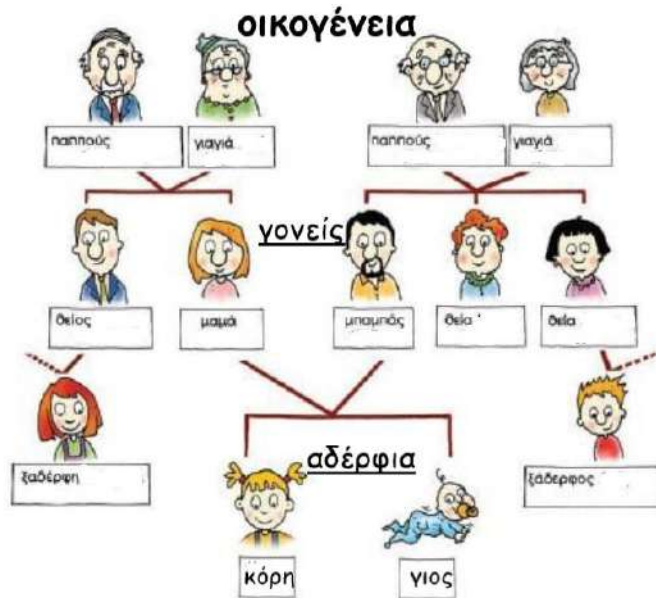 οικογένεια
παππούς
γιαγιά
παππούς
γιαγιά
γονείς
θείος
μαμά
μπαμπάς
θεία
θεία
αδέρφια
ξαδέρφη
ξάδερφος
κόρη
γιος